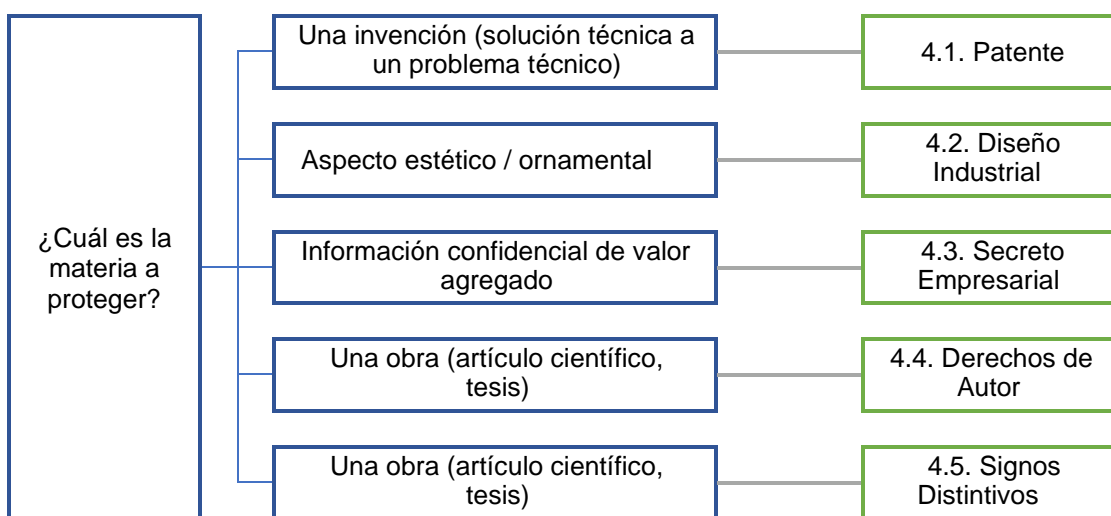 ¿Cuál es la
materia a
proteger?
Una invención (solución técnica a
un problema técnico)
4.1. Patente
Aspecto estético / ornamental
4.2. Diseño
Industrial
Información confidencial de valor
agregado
4.3. Secreto
Empresarial
Una obra (artículo científico,
tesis)
4.4. Derechos de
Autor
Una obra (artículo científico,
tesis)
4.5. Signos
Distintivos